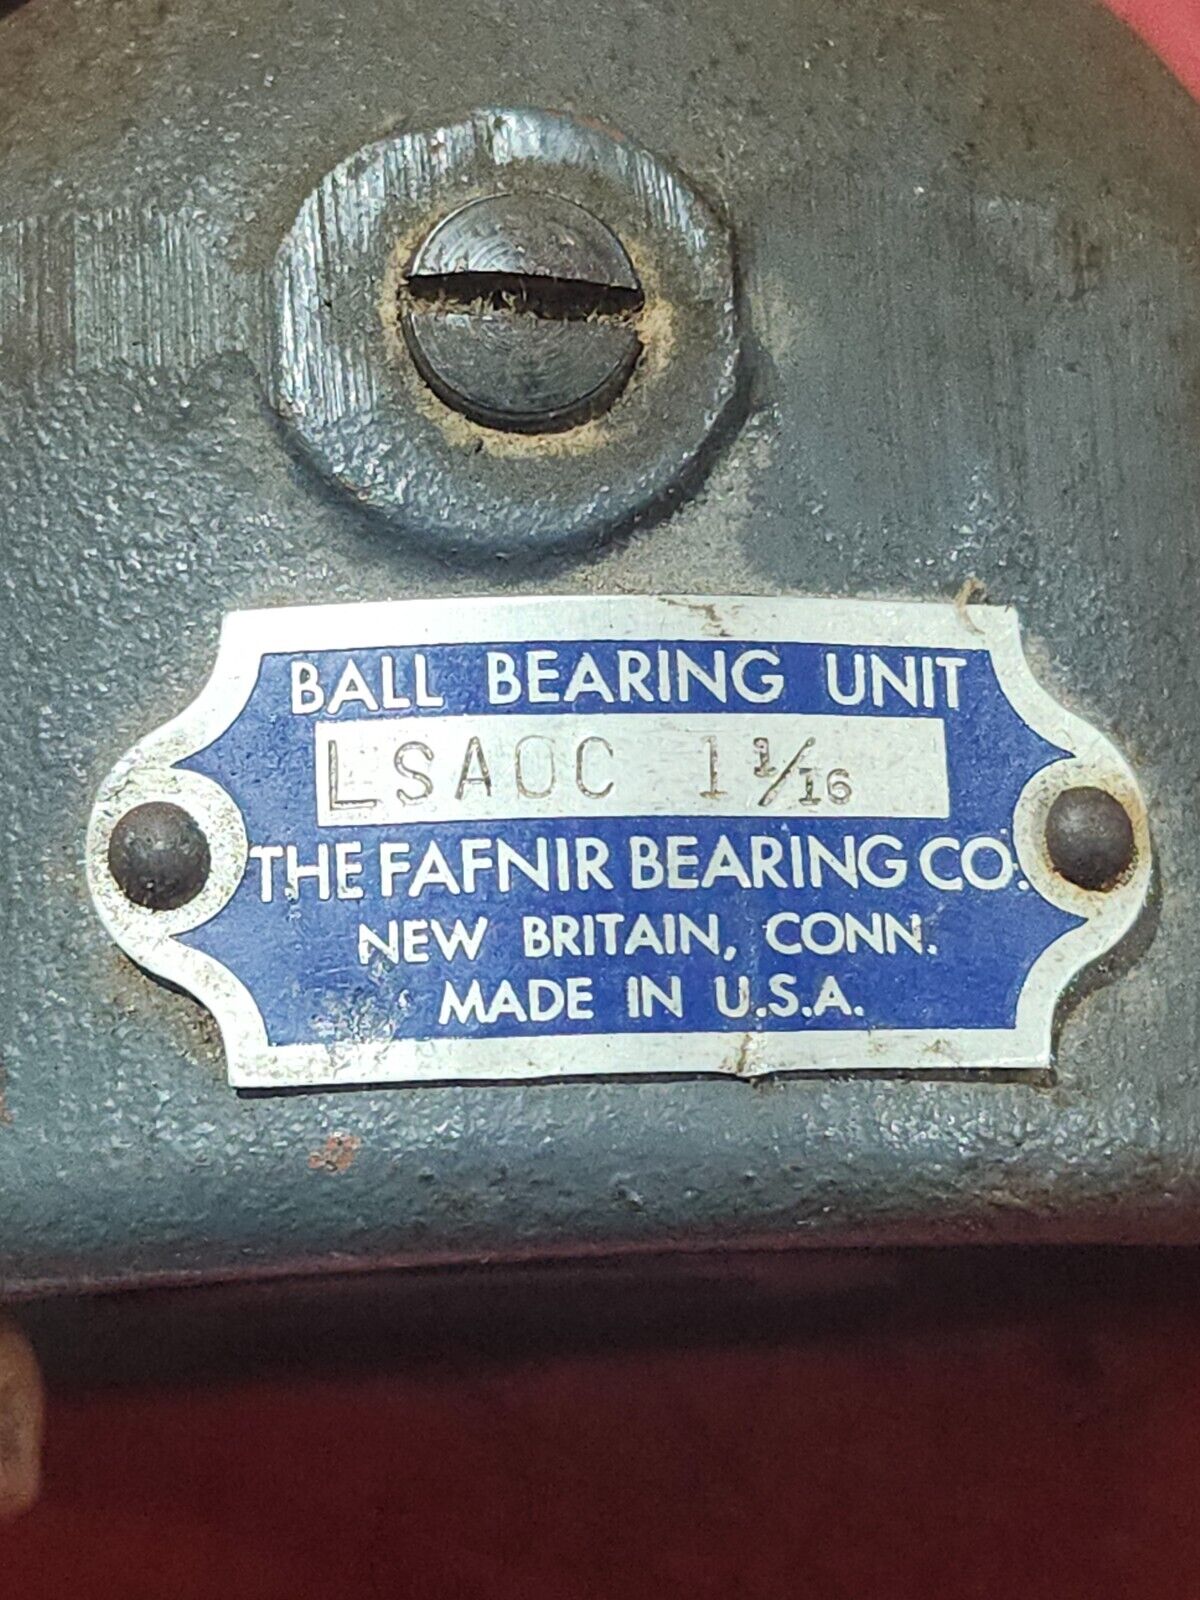 BALL BEARING UNIT
LSAOC 1 1/16
THE FAFNIR BEARING CO.
NEW BRITAIN, CONN.
MADE IN U.S.A.